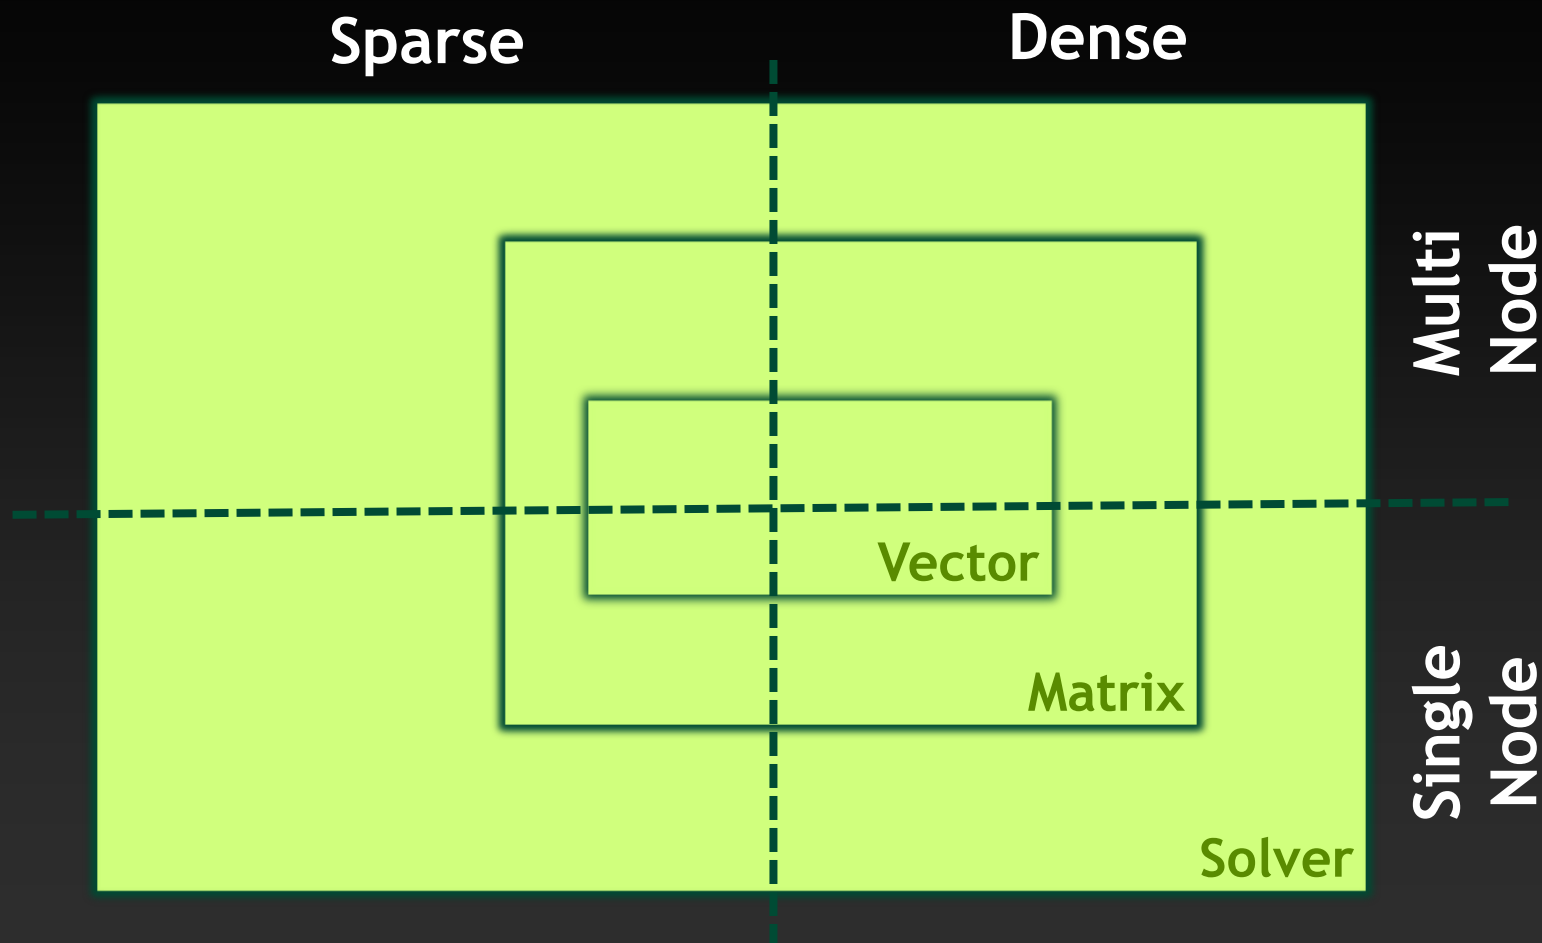 Sparse
Dense
Multi
Node
Vector
Matrix
Single
Node
Solver